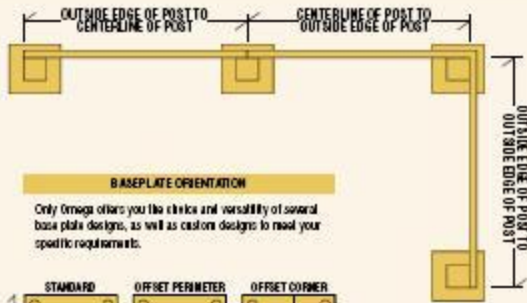 OUTSIDE EDGE OF POST TO
CENTERLINE OF POST
CENTERLINE OF POST TO
OUTSIDE EDGE OF POST
OUTSIDE EDGE OF POST TO
OUTSIDE EDGE OF POST
BASEPLATE ORIENTATION
Only Omega offers you the choice and versatility of several
base plate designs, as well as custom designs to meet your
specific requirements.
STANDARD
OFFSET PERIMETER
OFFSET CORNER